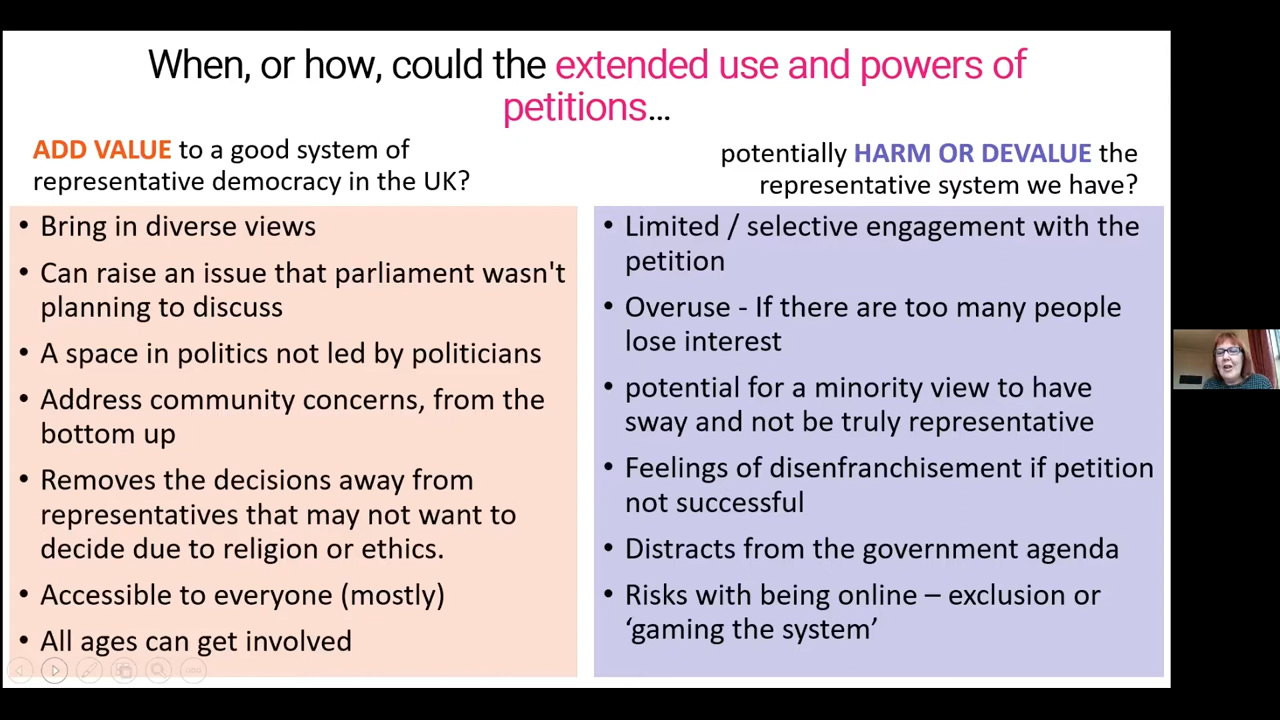 When, or how, could the extended use and powers of
petitions…
ADD VALUE to a good system of
representative democracy in the UK?
• Bring in diverse views
• Can raise an issue that parliament wasn't
planning to discuss
• A space in politics not led by politicians
• Address community concerns, from the
bottom up
• Removes the decisions away from
representatives that may not want to
decide due to religion or ethics.
• Accessible to everyone (mostly)
• All ages can get involved
potentially HARM OR DEVALUE the
representative system we have?
• Limited / selective engagement with the
petition
• Overuse - If there are too many people
lose interest
• potential for a minority view to have
sway and not be truly representative
• Feelings of disenfranchisement if petition
not successful
• Distracts from the government agenda
• Risks with being online – exclusion or
‘gaming the system’